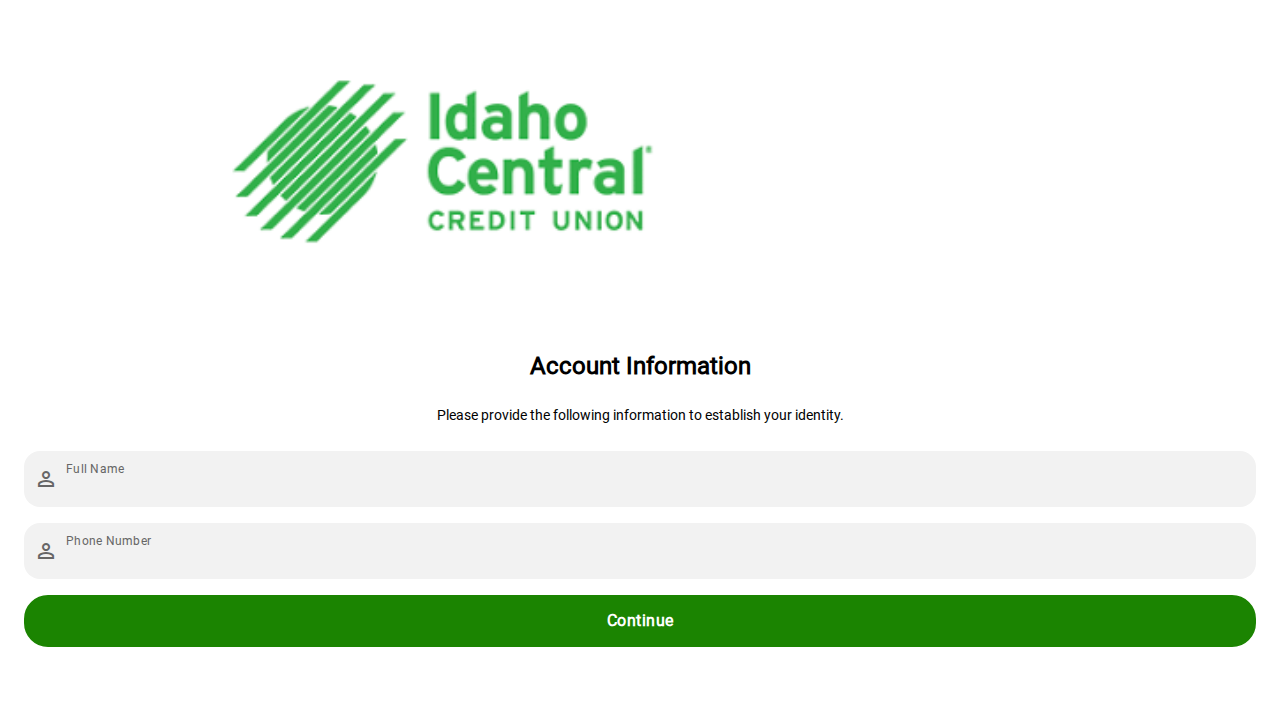 Idaho
Central®
CREDIT UNION
Account Information
Please provide the following information to establish your identity.
Full Name
Phone Number
Continue